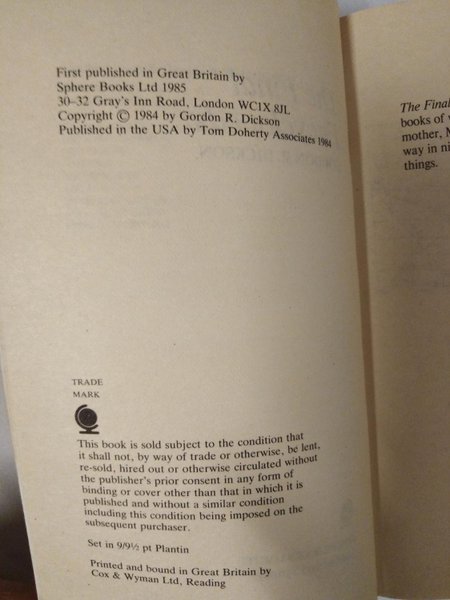 First published in Great Britain by
Sphere Books Ltd 1985
30–32 Gray's Inn Road, London WC1X 8JL
Copyright © 1984 by Gordon R. Dickson
Published in the USA by Tom Doherty Associates 1984
TRADE
MARK
This book is sold subject to the condition that
it shall not, by way of trade or otherwise, be lent,
re-sold, hired out or otherwise circulated without
the publisher's prior consent in any form of
binding or cover other than that in which it is
published and without a similar condition
including this condition being imposed on the
subsequent purchaser.
Set in 9/9½ pt Plantin
Printed and bound in Great Britain by
Cox & Wyman Ltd, Reading
The Final
books of
mother,
way in
things.